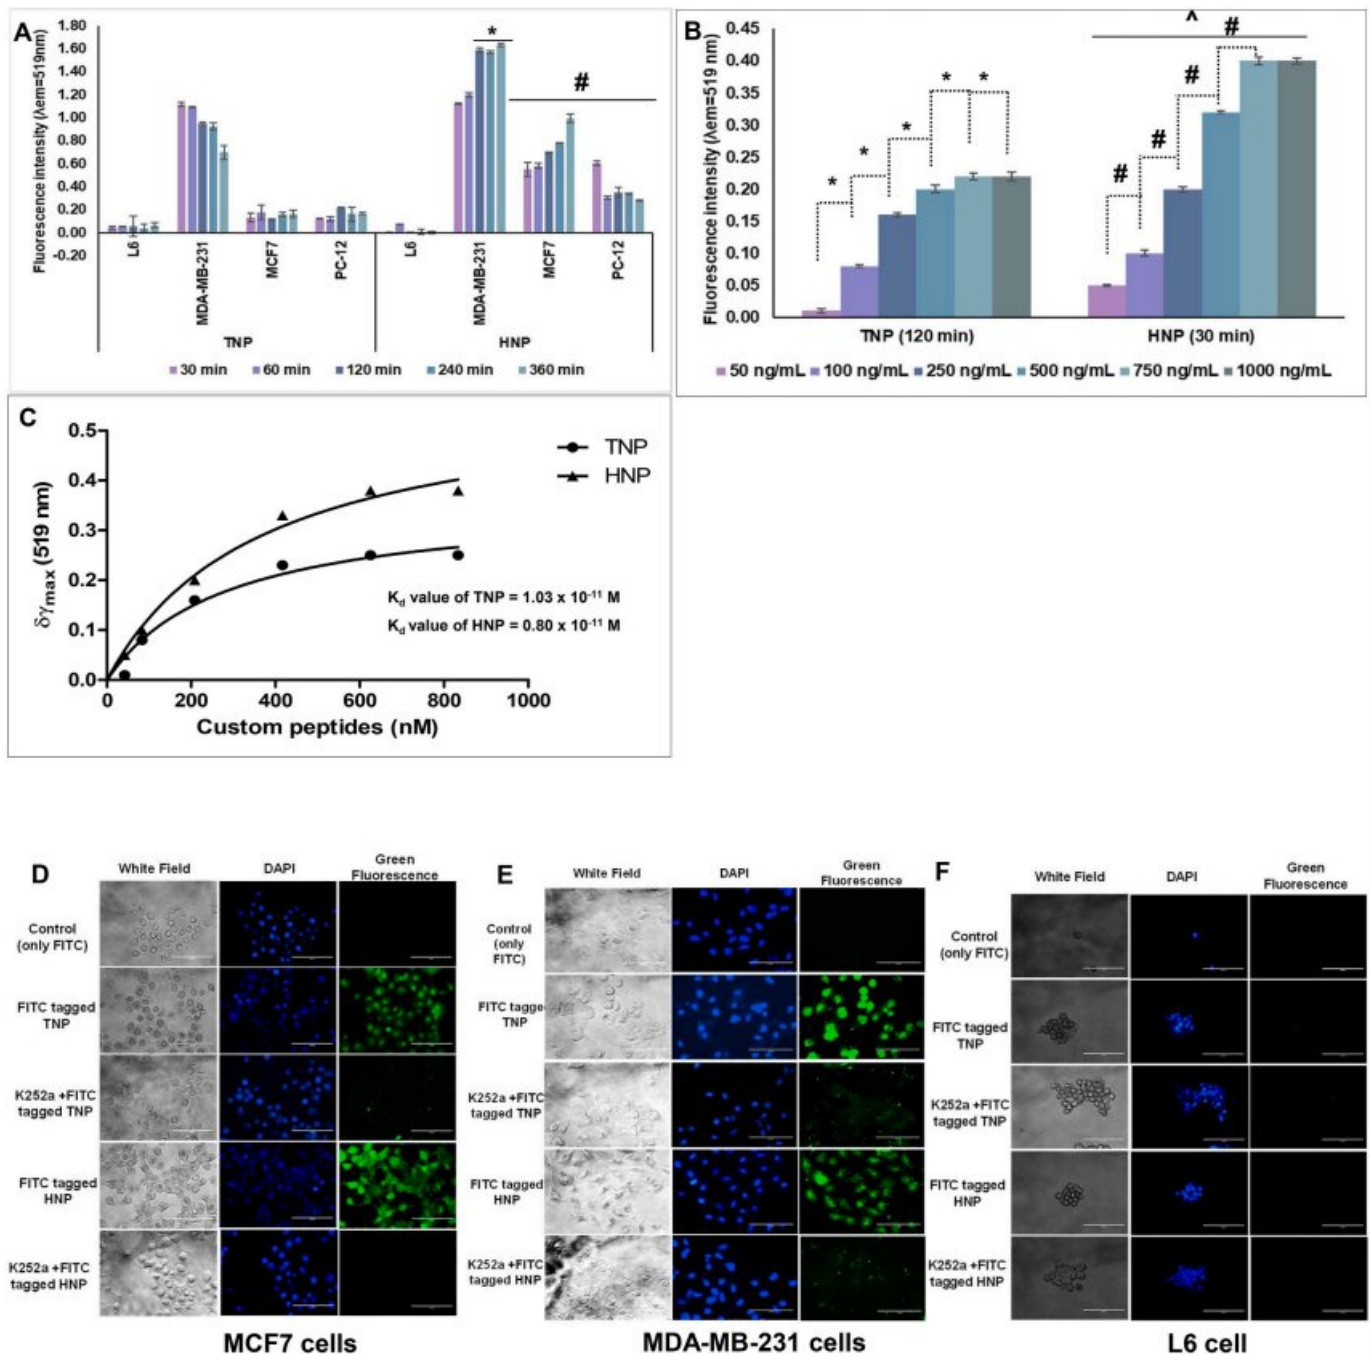 A
Fluorescence intensity (λem=519nm)
1.80
1.60
1.40
1.20
1.00
0.80
0.60
0.40
0.20
0.00
-0.20
*
#
L6
MDA-MB-231
MCF7
PC-12
L6
MDA-MB-231
MCF7
PC-12
TNP
HNP
30 min
60 min
120 min
240 min
360 min
B
Fluorescence intensity (λem=519 nm)
0.45
0.40
0.35
0.30
0.25
0.20
0.15
0.10
0.05
0.00
*
*
*
*
*
^
#
#
#
#
TNP (120 min)
HNP (30 min)
50 ng/mL
100 ng/mL
250 ng/mL
500 ng/mL
750 ng/mL
1000 ng/mL
C
δγmax (519 nm)
0.5
0.4
0.3
0.2
0.1
0.0
TNP
HNP
Kd value of TNP = 1.03 x 10-11 M
Kd value of HNP = 0.80 x 10-11 M
0
200
400
600
800
1000
Custom peptides (nM)
D
White Field
DAPI
Green
Fluorescence
Control
(only FITC)
FITC tagged
TNP
K252a +FITC
tagged TNP
FITC tagged
HNP
K252a +FITC
tagged HNP
MCF7 cells
E
White Field
DAPI
Green
Fluorescence
Control
(only
FITC)
FITC tagge
TNP
K252a +FITC
tagged TNP
FITC tagged
HNP
K252a +FITC
tagged HNP
MDA-MB-231 cells
F
White Field
DAPI
Green
Fluorescence
Control
(only FITC)
FITC tagged
TNP
K252a +FITC
tagged TNP
FITC tagged
HNP
K252a +FITC
tagged HNP
L6 cell